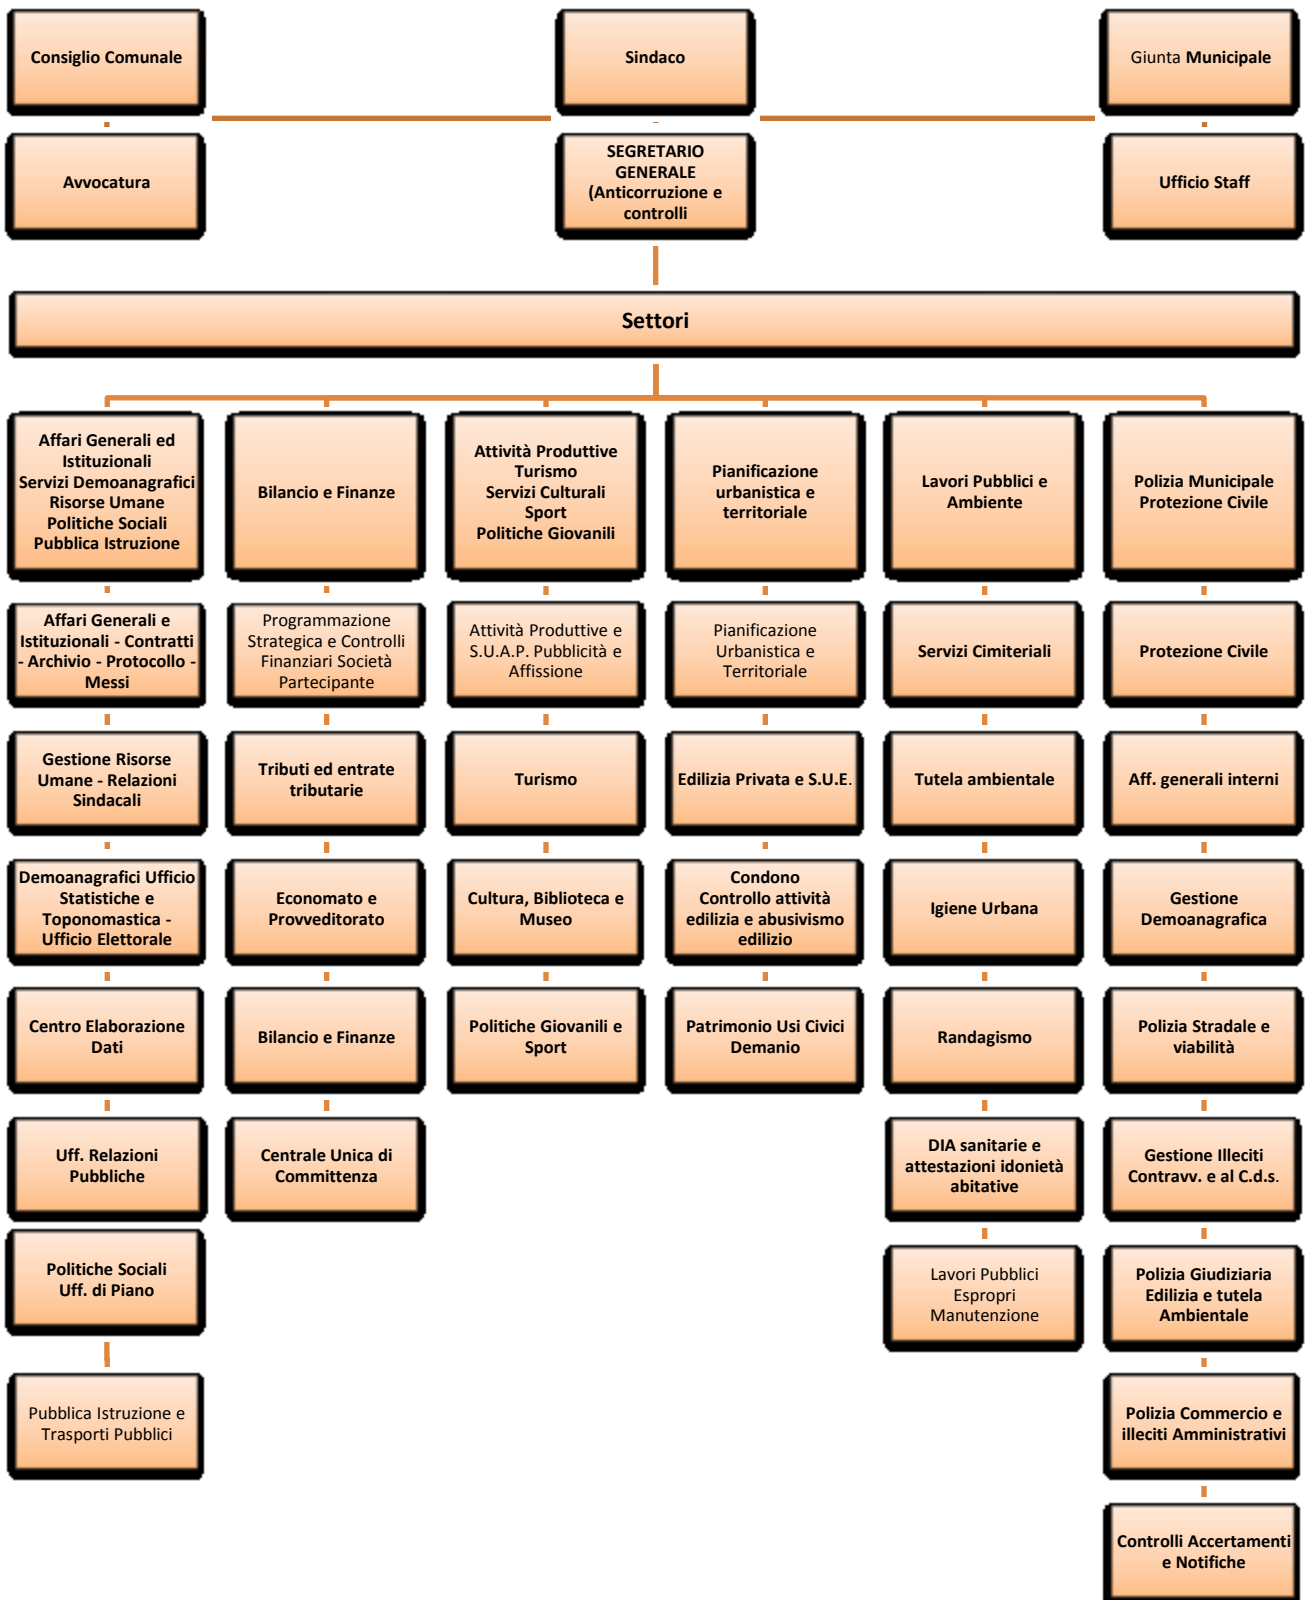 Consiglio Comunale
Sindaco
Giunta Municipale
Avvocatura
SEGRETARIO
GENERALE
(Anticorruzione e
controlli
Ufficio Staff
Settori
Affari Generali ed
Istituzionali
Servizi Demoanagrafici
Risorse Umane
Politiche Sociali
Pubblica Istruzione
Bilancio e Finanze
Attività Produttive
Turismo
Servizi Culturali
Sport
Politiche Giovanili
Pianificazione
urbanistica e
territoriale
Lavori Pubblici e
Ambiente
Polizia Municipale
Protezione Civile
Affari Generali e
Istituzionali - Contratti
- Archivio - Protocollo -
Messi
Programmazione
Strategica e Controlli
Finanziari Società
Partecipante
Attività Produttive e
S.U.A.P. Pubblicità e
Affissione
Pianificazione
Urbanistica e
Territoriale
Servizi Cimiteriali
Protezione Civile
Gestione Risorse
Umane - Relazioni
Sindacali
Tributi ed entrate
tributarie
Turismo
Edilizia Privata e S.U.E.
Tutela ambientale
Aff. generali interni
Demoanagrafici Ufficio
Statistiche e
Toponomastica -
Ufficio Elettorale
Economato e
Provveditorato
Cultura, Biblioteca e
Museo
Condono
Controllo attività
edilizia e abusivismo
edilizio
Igiene Urbana
Gestione
Demoanagrafica
Centro Elaborazione
Dati
Bilancio e Finanze
Politiche Giovanili e
Sport
Patrimonio Usi Civici
Demanio
Randagismo
Polizia Stradale e
viabilità
Uff. Relazioni
Pubbliche
Centrale Unica di
Committenza
DIA sanitarie e
attestazioni idonietà
abitative
Gestione Illeciti
Contravv. e al C.d.s.
Politiche Sociali
Uff. di Piano
Lavori Pubblici
Espropri
Manutenzione
Polizia Giudiziaria
Edilizia e tutela
Ambientale
Pubblica Istruzione e
Trasporti Pubblici
Polizia Commercio e
illeciti Amministrativi
Controlli Accertamenti
e Notifiche